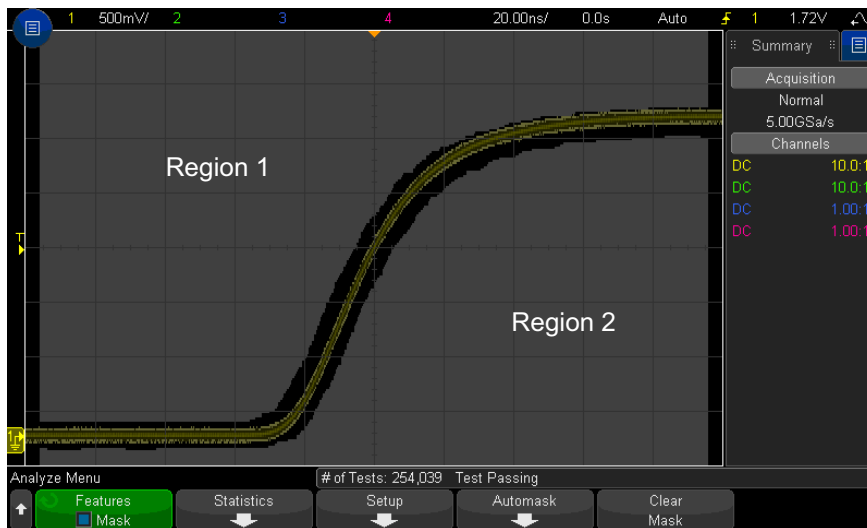 1 500mV/ 2 3 4 20.00ns/ 0.0s Auto 1 1.72V
Summary
Acquisition
Normal
5.00GSa/s
Channels
DC 10.0:1
DC 10.0:1
DC 1.00:1
DC 1.00:1
Region 1
T
Region 2
1
Analyze Menu
# of Tests: 254,039 Test Passing
Features
Mask
Statistics
Setup
Automask
Clear
Mask